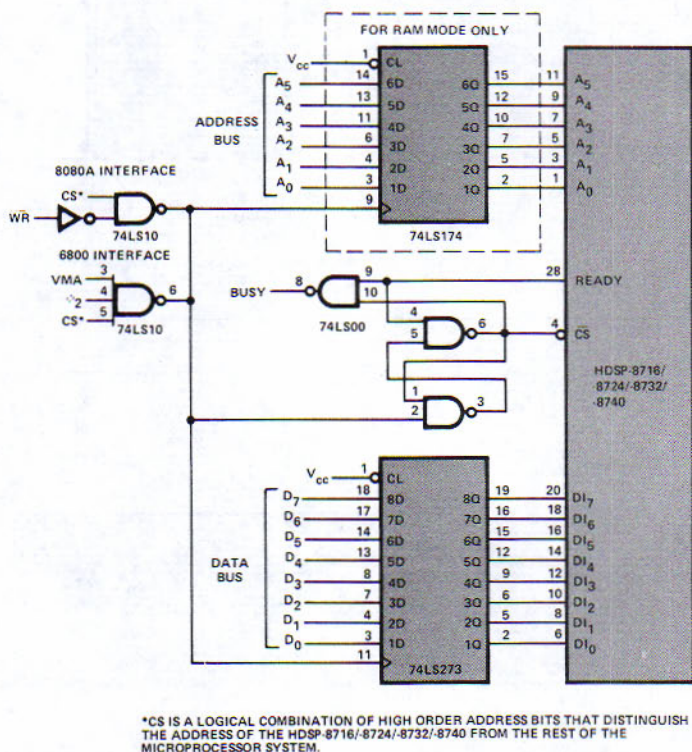 FOR RAM MODE ONLY
Vcc 1 CL
A5 14 6D 6Q 15 11 A5
A4 13 5D 5Q 12 9 A4
A3 11 4D 4Q 10 7 A3
A2 6 3D 3Q 7 5 A2
A1 4 2D 2Q 5 3 A1
A0 3 1D 1Q 2 1 A0
ADDRESS
BUS
9
74LS174
8080A INTERFACE
CS*
WR
74LS10
6800 INTERFACE
VMA 3
2 4 6
CS* 5
74LS10
BUSY 8 9 28 READY
10
74LS00
4 6 4 CS
5
1 3
2
HDSP-8716/
-8724/-8732/
-8740
Vcc 1 CL
D7 18 8D 8Q 19 20 DI7
D6 17 7D 7Q 16 18 DI6
D5 14 6D 6Q 15 16 DI5
D4 13 5D 5Q 12 14 DI4
D3 8 4D 4Q 9 12 DI3
D2 7 3D 3Q 6 10 DI2
D1 4 2D 2Q 5 8 DI1
D0 3 1D 1Q 2 6 DI0
DATA
BUS
11
74LS273
*CS IS A LOGICAL COMBINATION OF HIGH ORDER ADDRESS BITS THAT DISTINGUISH
THE ADDRESS OF THE HDSP-8716/-8724/-8732/-8740 FROM THE REST OF THE
MICROPROCESSOR SYSTEM.